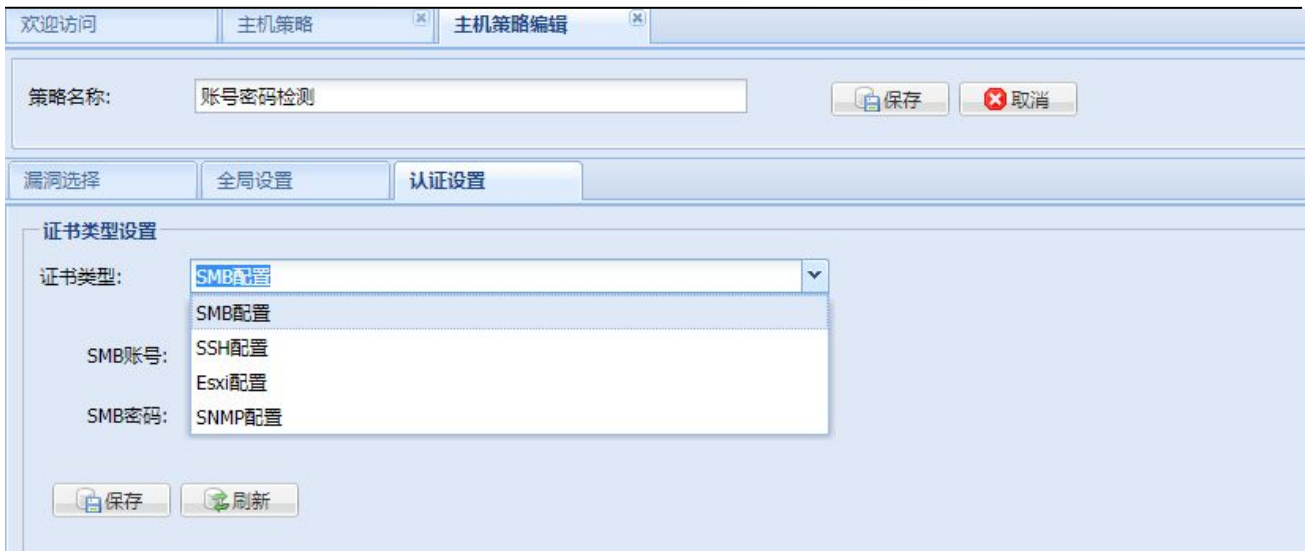 欢迎访问 主机策略 主机策略编辑
策略名称: 账号密码检测 保存 取消
漏洞选择 全局设置 认证设置
证书类型设置
证书类型: SMB配置
SMB配置
SMB账号: SSH配置
Esxi配置
SMB密码: SNMP配置
保存 刷新